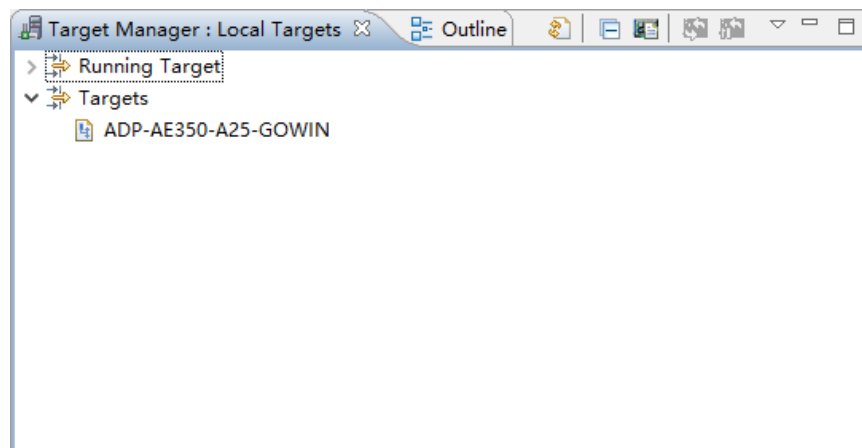 Target Manager : Local Targets Outline
Running Target
Targets
ADP-AE350-A25-GOWIN